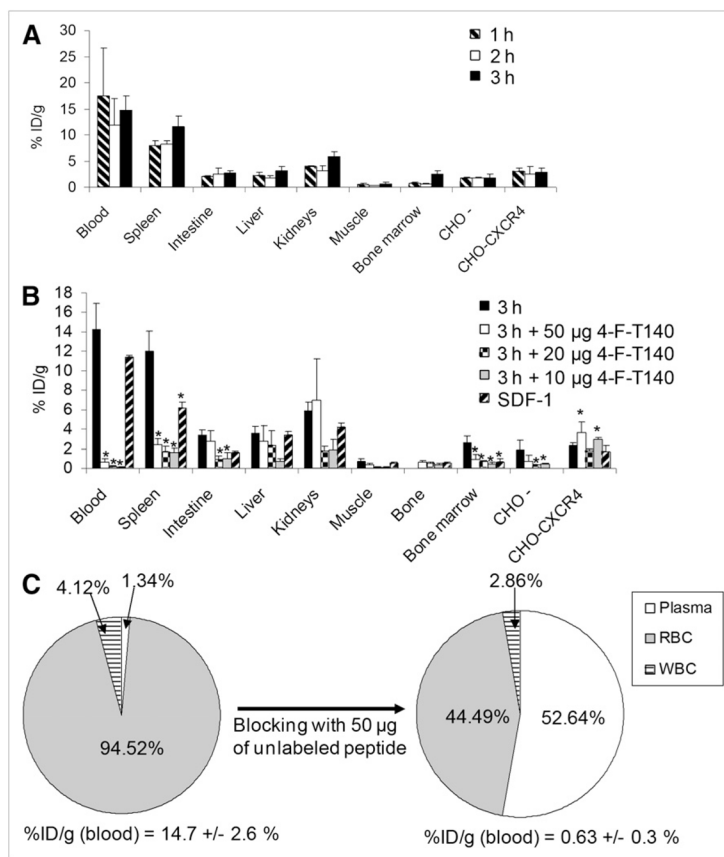 A
30
25
20
15
10
5
0
% ID/g
1 h
2 h
3 h
Blood
Spleen
Intestine
Liver
Kidneys
Muscle
Bone marrow
CHO -
CHO-CXCR4
B
18
16
14
12
10
8
6
4
2
0
% ID/g
3 h
3 h + 50 µg 4-F-T140
3 h + 20 µg 4-F-T140
3 h + 10 µg 4-F-T140
SDF-1
*
**
*
***
**
*
***
**
*
*
Blood
Spleen
Intestine
Liver
Kidneys
Muscle
Bone
Bone marrow
CHO -
CHO-CXCR4
C
4.12%
1.34%
94.52%
%ID/g (blood) = 14.7 +/- 2.6 %
Blocking with 50 µg
of unlabeled peptide
2.86%
44.49%
52.64%
%ID/g (blood) = 0.63 +/- 0.3 %
Plasma
RBC
WBC